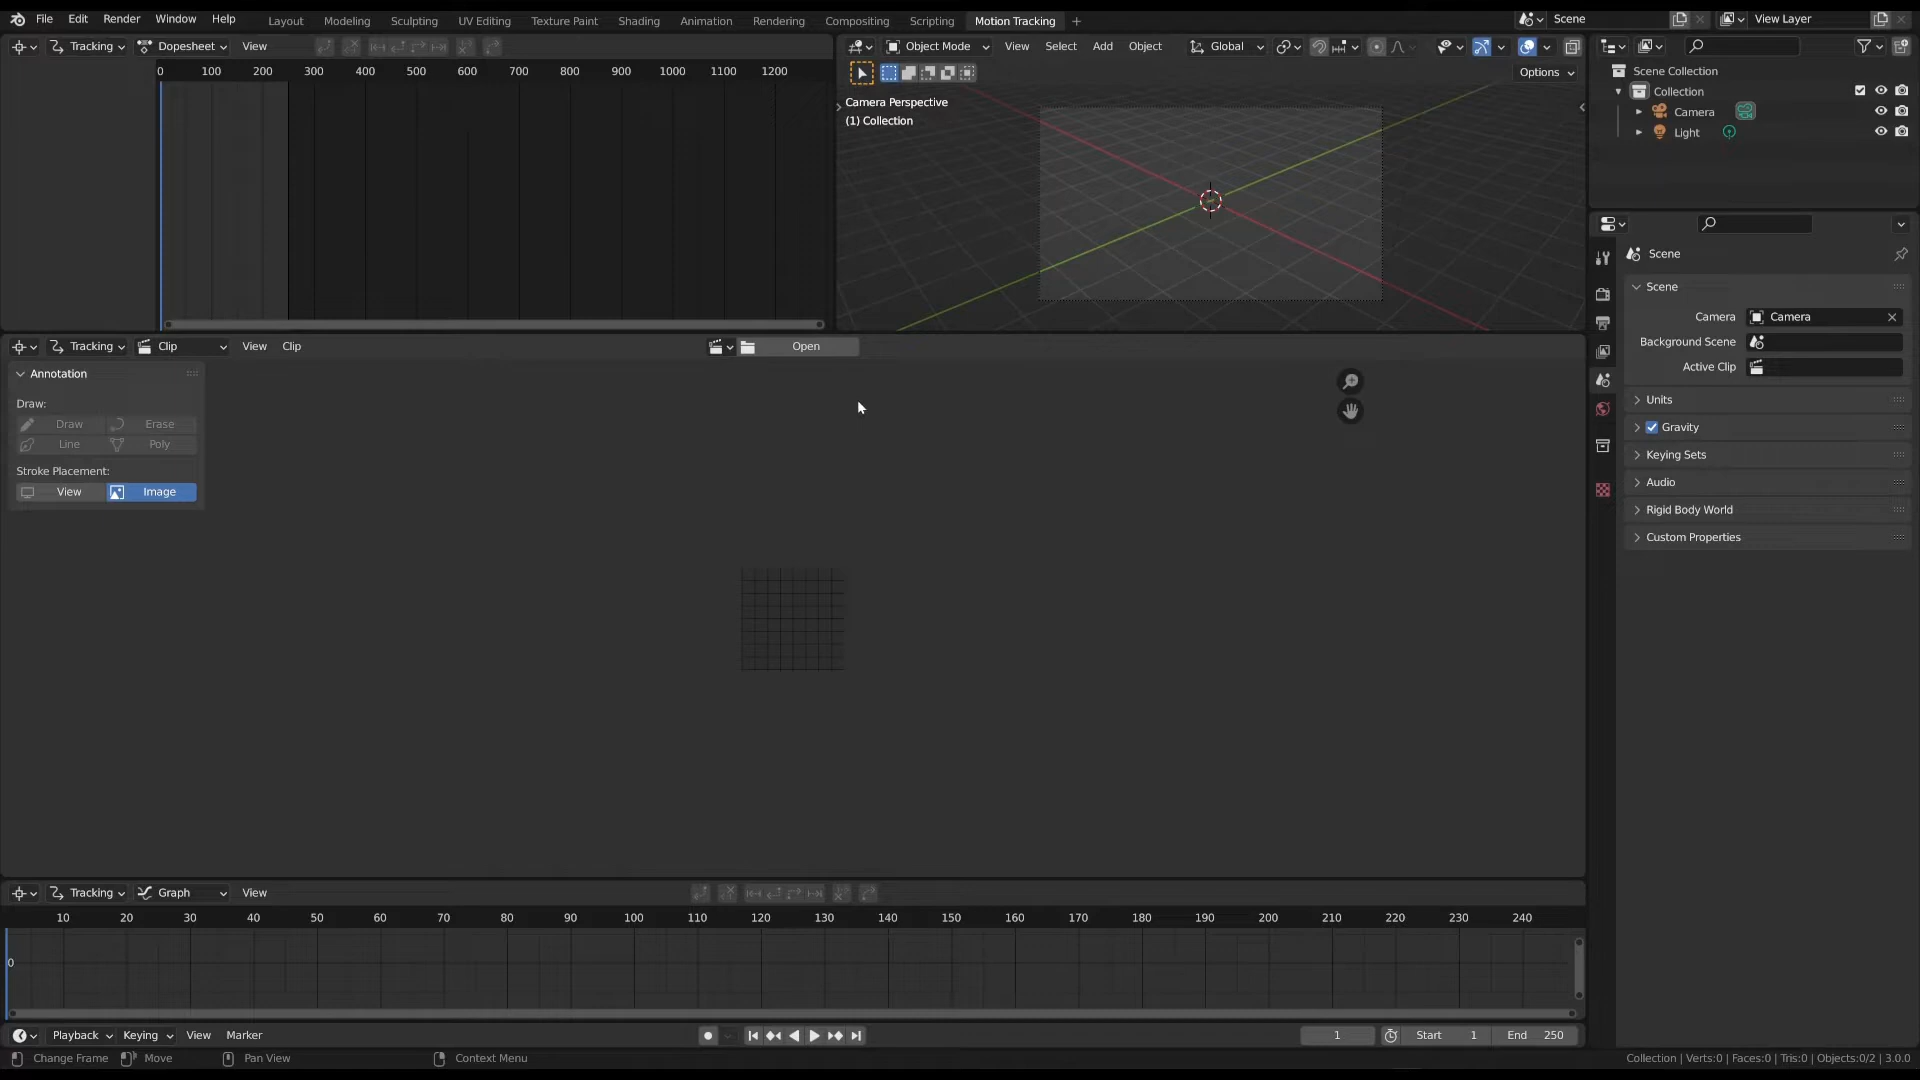 File Edit Render Window Help Layout Modeling Sculpting UV Editing Texture Paint Shading Animation Rendering Compositing Scripting Motion Tracking + Scene View Layer
Tracking Dopesheet View
0 100 200 300 400 500 600 700 800 900 1000 1100 1200
Object Mode View Select Add Object Global
Options
Camera Perspective
(1) Collection
Scene Collection
Collection
Camera
Light
Scene
Scene
Camera Camera
Background Scene
Active Clip
Units
Gravity
Keying Sets
Audio
Rigid Body World
Custom Properties
Tracking Clip View Clip Open
Annotation
Draw:
Draw Erase
Line Poly
Stroke Placement:
View Image
Tracking Graph View
10 20 30 40 50 60 70 80 90 100 110 120 130 140 150 160 170 180 190 200 210 220 230 240
0
Playback Keying View Marker 1 Start 1 End 250
Change Frame Move Pan View Context Menu Collection | Verts:0 | Faces:0 | Tris:0 | Objects:0/2 | 3.0.0